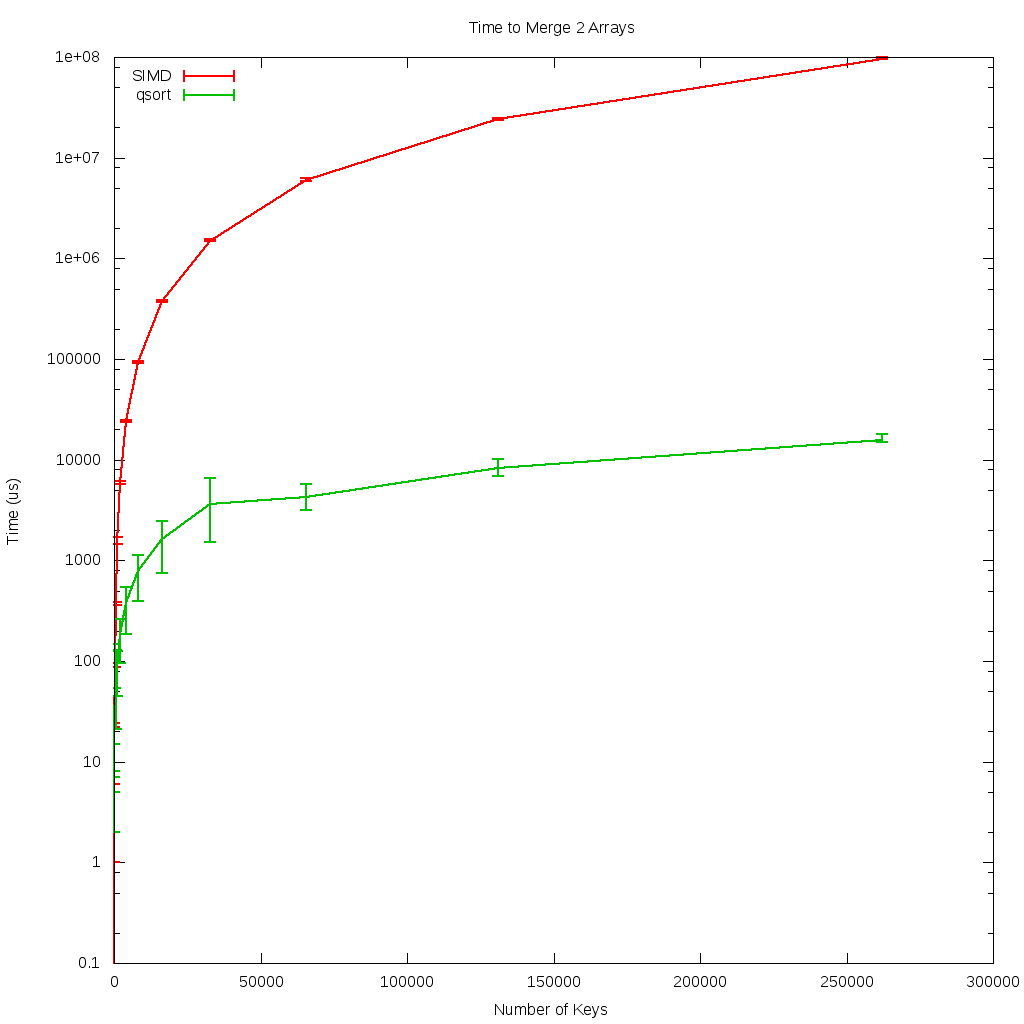 Time to Merge 2 Arrays
SIMD
qsort
1e+08
1e+07
1e+06
100000
10000
1000
100
10
1
0.1
Time (us)
0 50000 100000 150000 200000 250000 300000
Number of Keys